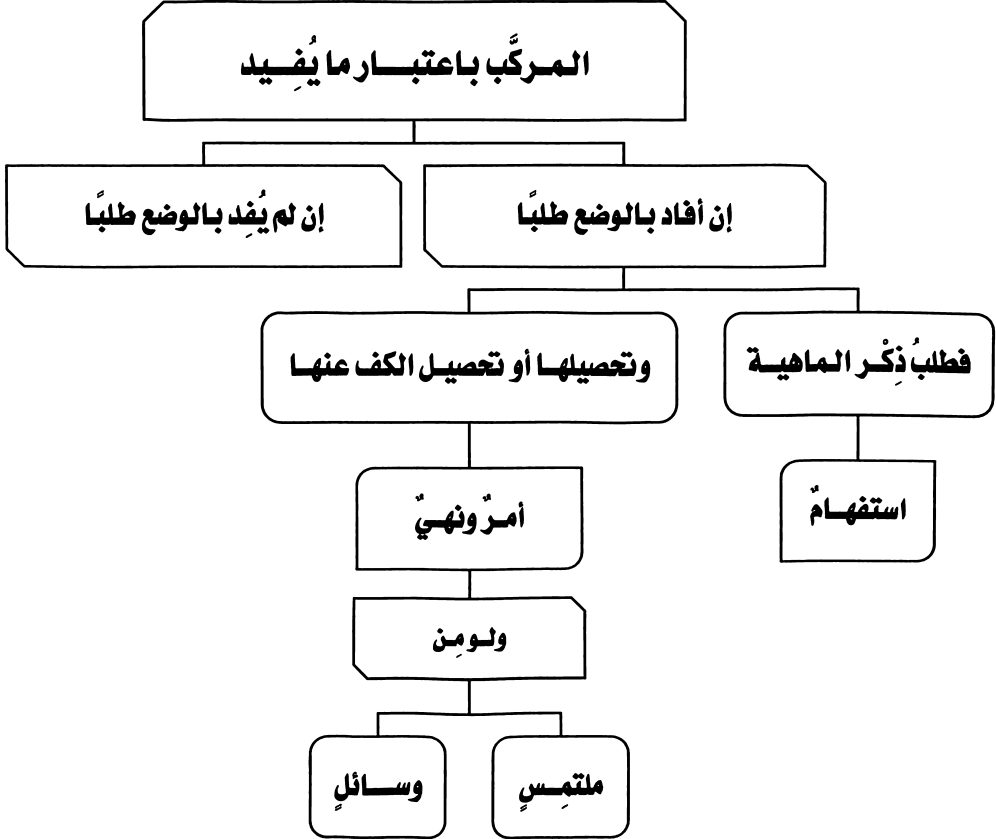 المركَّب باعتبار ما يُفِيد
إن أفاد بالوضع طلبًا
إن لم يُفِد بالوضع طلبًا
فطلبُ ذِكْر الماهية
وتحصيلها أو تحصيل الكف عنها
استفهامٌ
أمرٌ ونهيٌ
ولو مِن
ملتمِسٍ
وسائلٍ